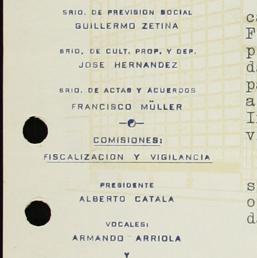 SRIO. DE PREVISIÓN SOCIAL
GUILLERMO ZETINA
SRIO. DE CULT. PROP. Y DEP.
JOSE HERNANDEZ
SRIO. DE ACTAS Y ACUERDOS
FRANCISCO MÜLLER
COMISIONES:
FISCALIZACION Y VIGILANCIA
PRESIDENTE
ALBERTO CATALA
VOCALES:
ARMANDO ARRIOLA
Y